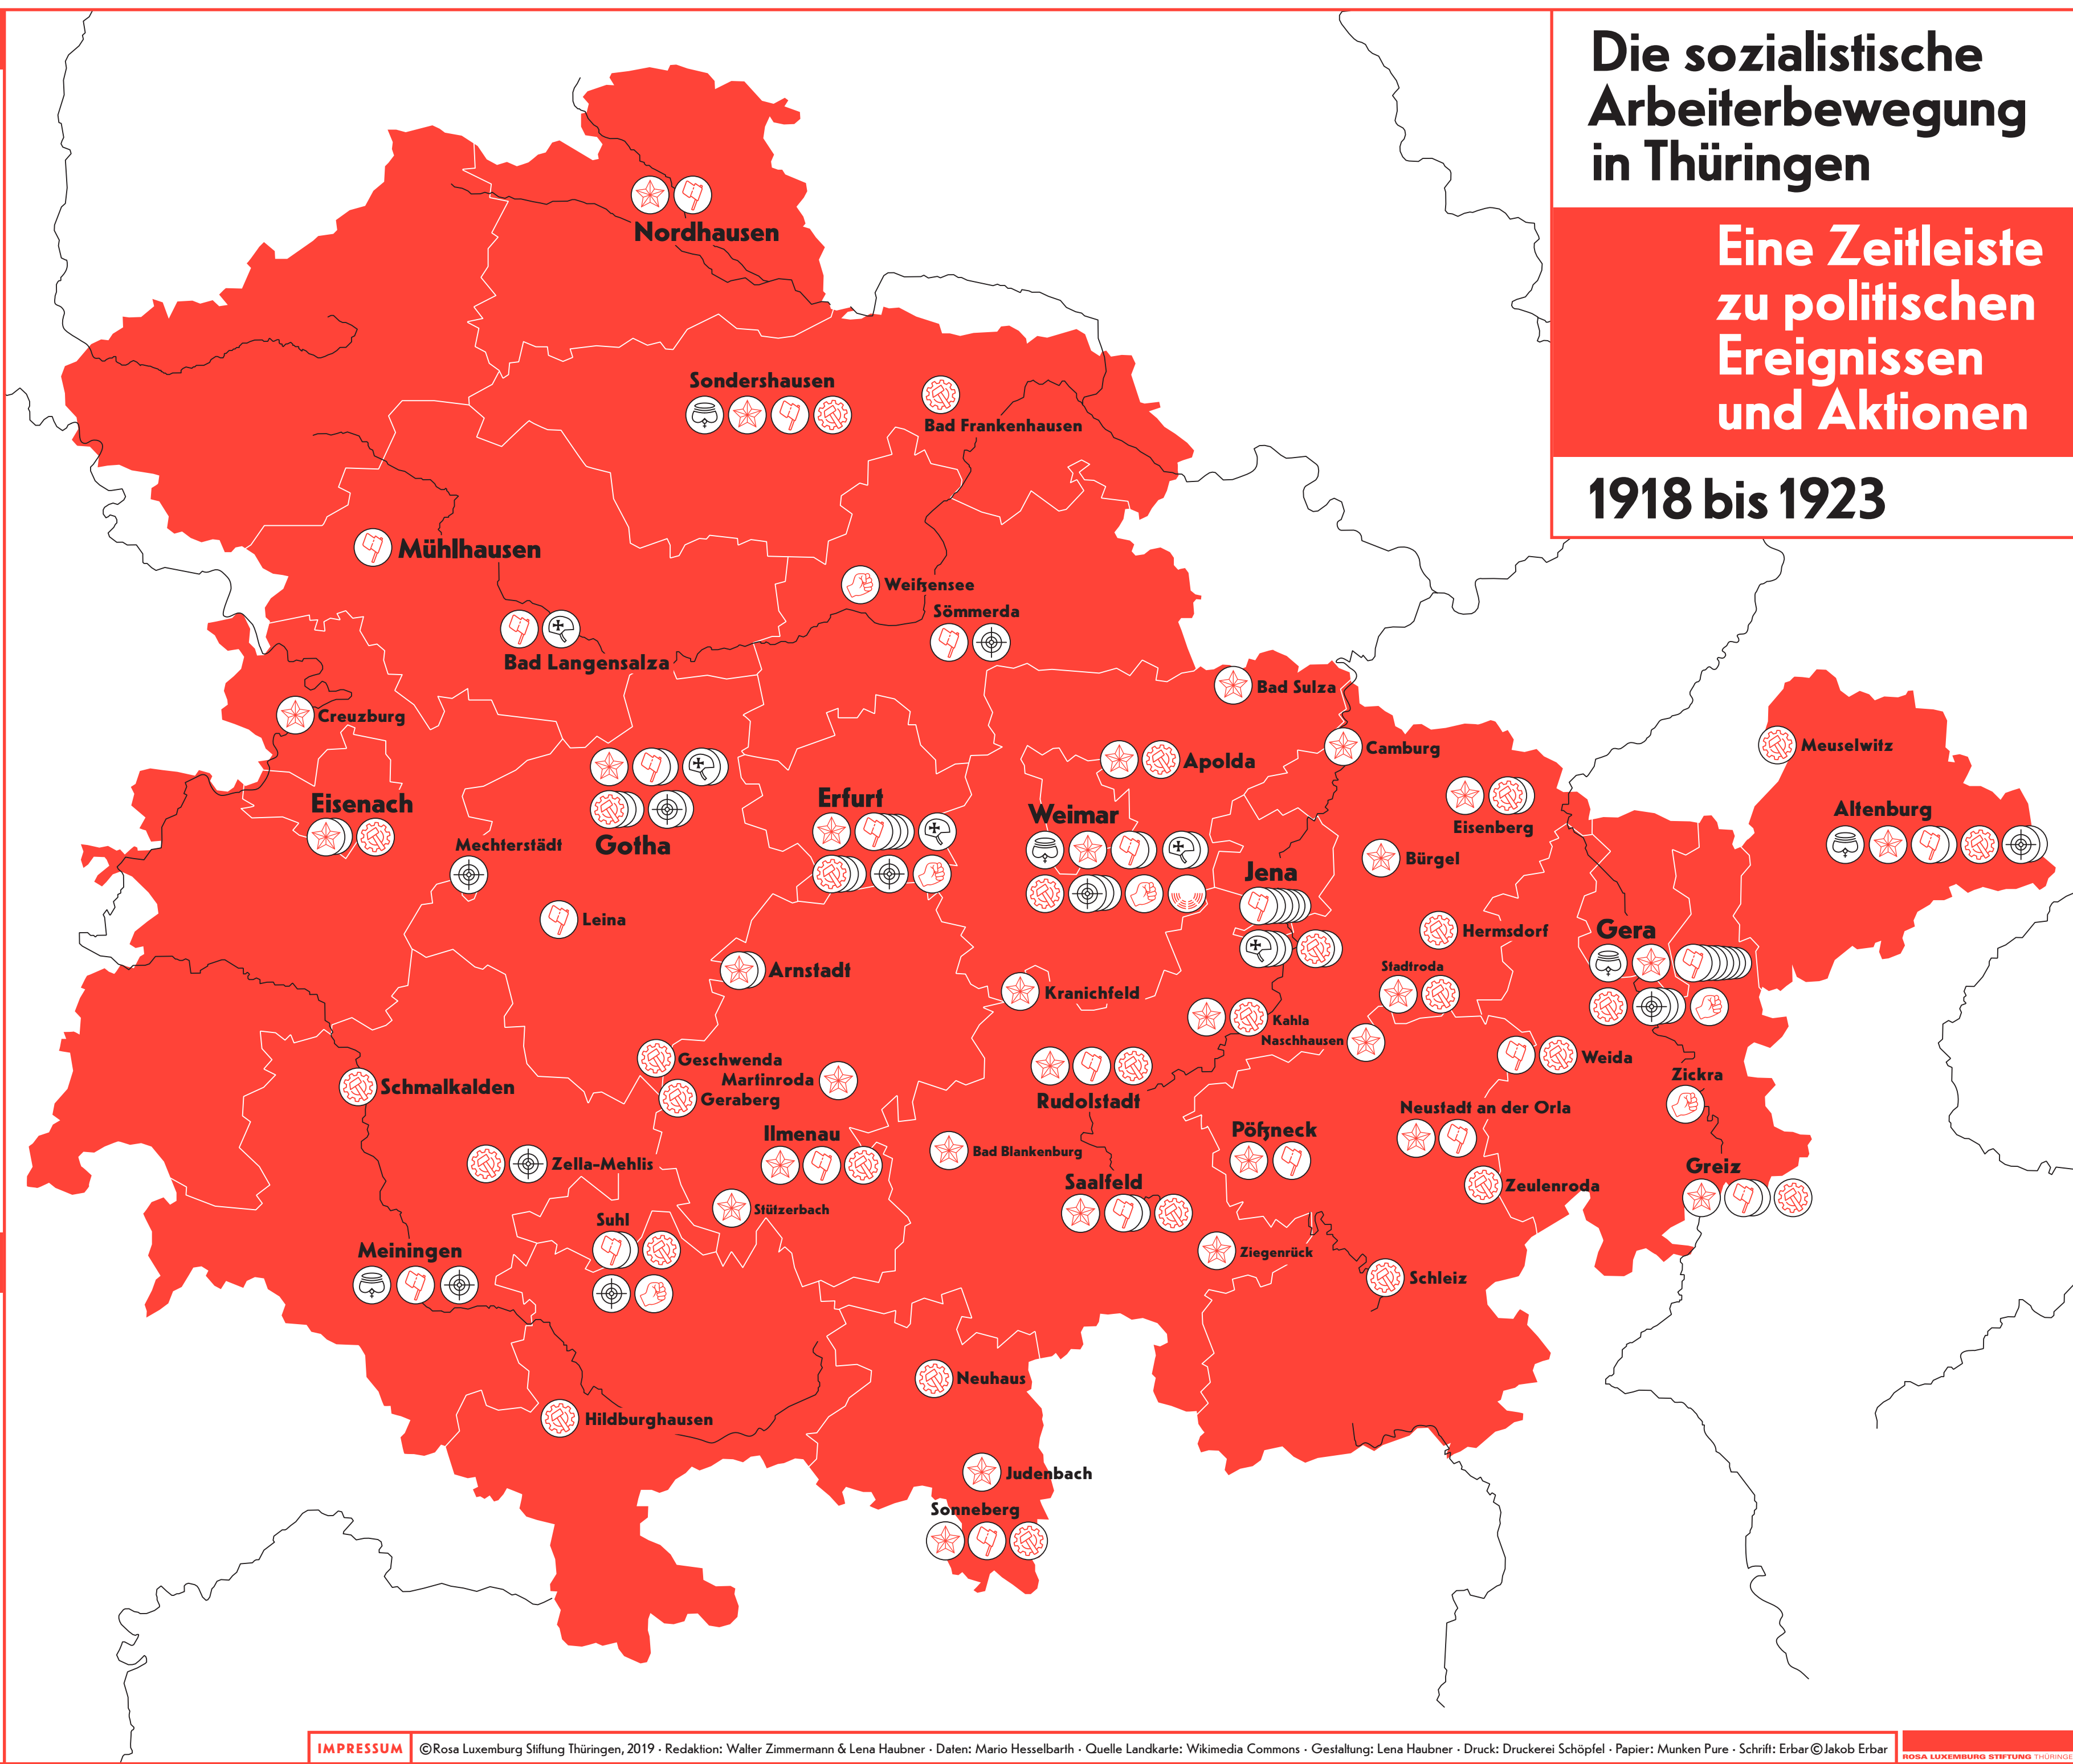 Die sozialistische
Arbeiterbewegung
in Thüringen
Eine Zeitleiste
zu politischen
Ereignissen
und Aktionen
1918 bis 1923
Nordhausen
Sondershausen
Bad Frankenhausen
Mühlhausen
Weißensee
Sömmerda
Bad Langensalza
Bad Sulza
Creuzburg
Camburg
Meuselwitz
Apolda
Eisenach
Erfurt
Weimar
Eisenberg
Altenburg
Mechterstädt
Gotha
Bürgel
Jena
Leina
Hermsdorf
Gera
Arnstadt
Stadtroda
Kranichfeld
Kahla
Naschhausen
Geschwenda
Weida
Martinroda
Zickra
Schmalkalden
Geraberg
Rudolstadt
Neustadt an der Orla
Ilmenau
Pößneck
Bad Blankenburg
Zella-Mehlis
Greiz
Saalfeld
Zeulenroda
Stützerbach
Suhl
Meiningen
Ziegenrück
Schleiz
Neuhaus
Hildburghausen
Judenbach
Sonneberg
IMPRESSUM ©Rosa Luxemburg Stiftung Thüringen, 2019 · Redaktion: Walter Zimmermann & Lena Haubner · Daten: Mario Hesselbarth · Quelle Landkarte: Wikimedia Commons · Gestaltung: Lena Haubner · Druck: Druckerei Schöpfel · Papier: Munken Pure · Schrift: Erbar©Jakob Erbar
ROSA LUXEMBURG STIFTUNG THÜRINGE